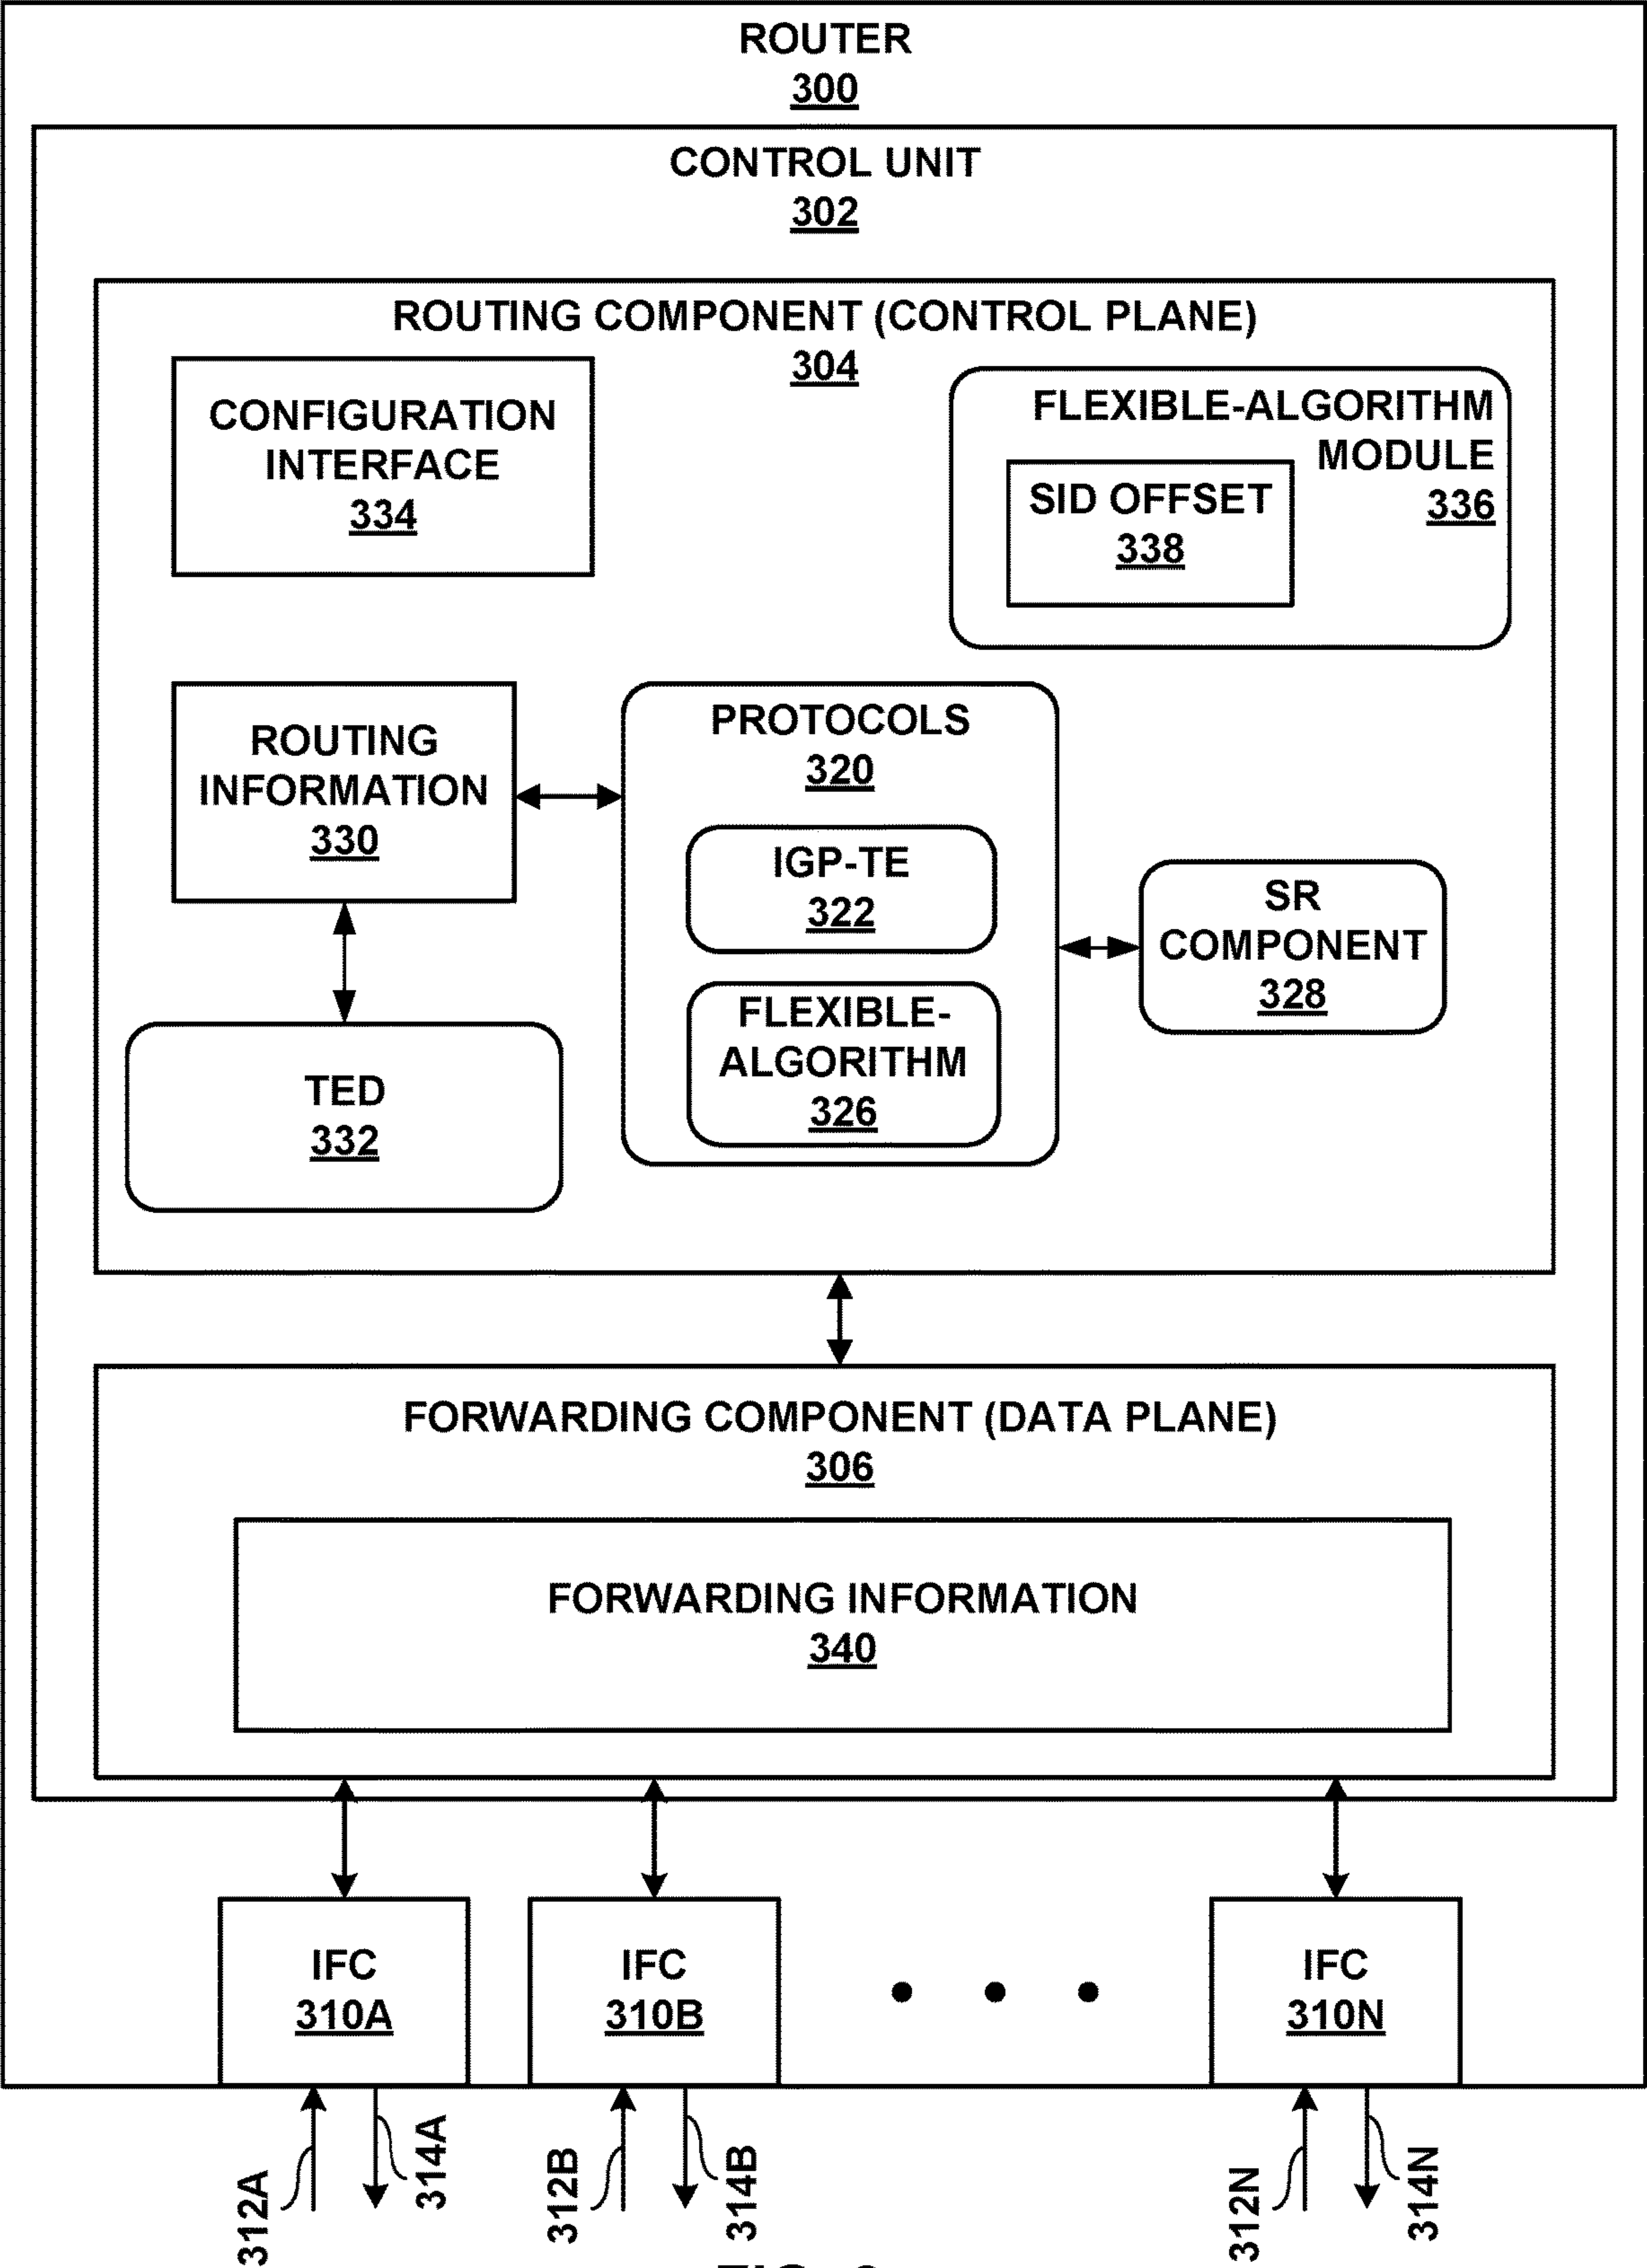 ROUTER
300
CONTROL UNIT
302
ROUTING COMPONENT (CONTROL PLANE)
304
CONFIGURATION
INTERFACE
334
FLEXIBLE-ALGORITHM
MODULE
336
SID OFFSET
338
ROUTING
INFORMATION
330
PROTOCOLS
320
IGP-TE
322
FLEXIBLE-
ALGORITHM
326
SR
COMPONENT
328
TED
332
FORWARDING COMPONENT (DATA PLANE)
306
FORWARDING INFORMATION
340
IFC
310A
IFC
310B
IFC
310N
312A
314A
312B
314B
312N
314N